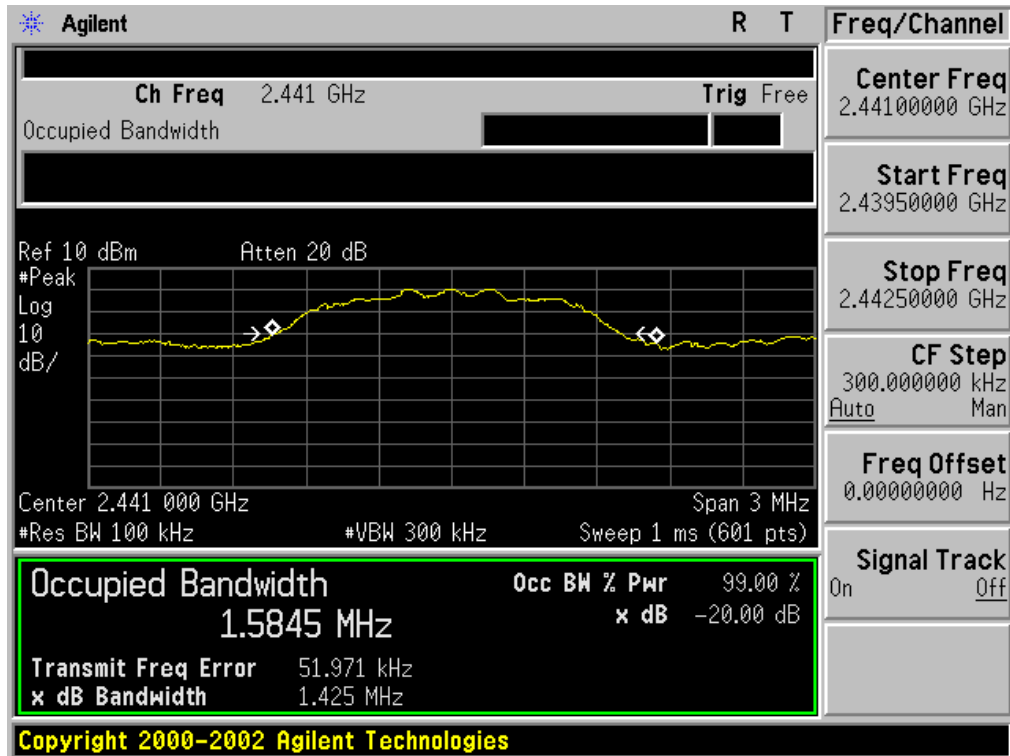 Agilent R T
Freq/Channel
Ch Freq 2.441 GHz Trig Free
Occupied Bandwidth
Center Freq
2.44100000 GHz
Start Freq
2.43950000 GHz
Stop Freq
2.44250000 GHz
CF Step
300.000000 kHz
Auto Man
Freq Offset
0.00000000 Hz
Signal Track
On Off
Ref 10 dBm Atten 20 dB
#Peak
Log
10
dB/
Center 2.441 000 GHz Span 3 MHz
#Res BW 100 kHz #VBW 300 kHz Sweep 1 ms (601 pts)
Occupied Bandwidth
1.5845 MHz
Occ BW % Pwr 99.00 %
x dB -20.00 dB
Transmit Freq Error 51.971 kHz
x dB Bandwidth 1.425 MHz
Copyright 2000-2002 Agilent Technologies